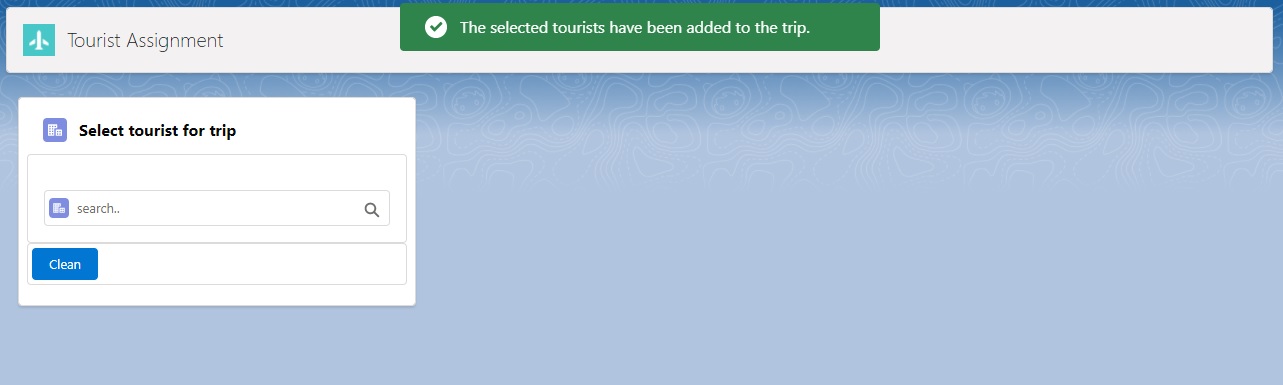 The selected tourists have been added to the trip.
Tourist Assignment
Select tourist for trip
search..
Clean